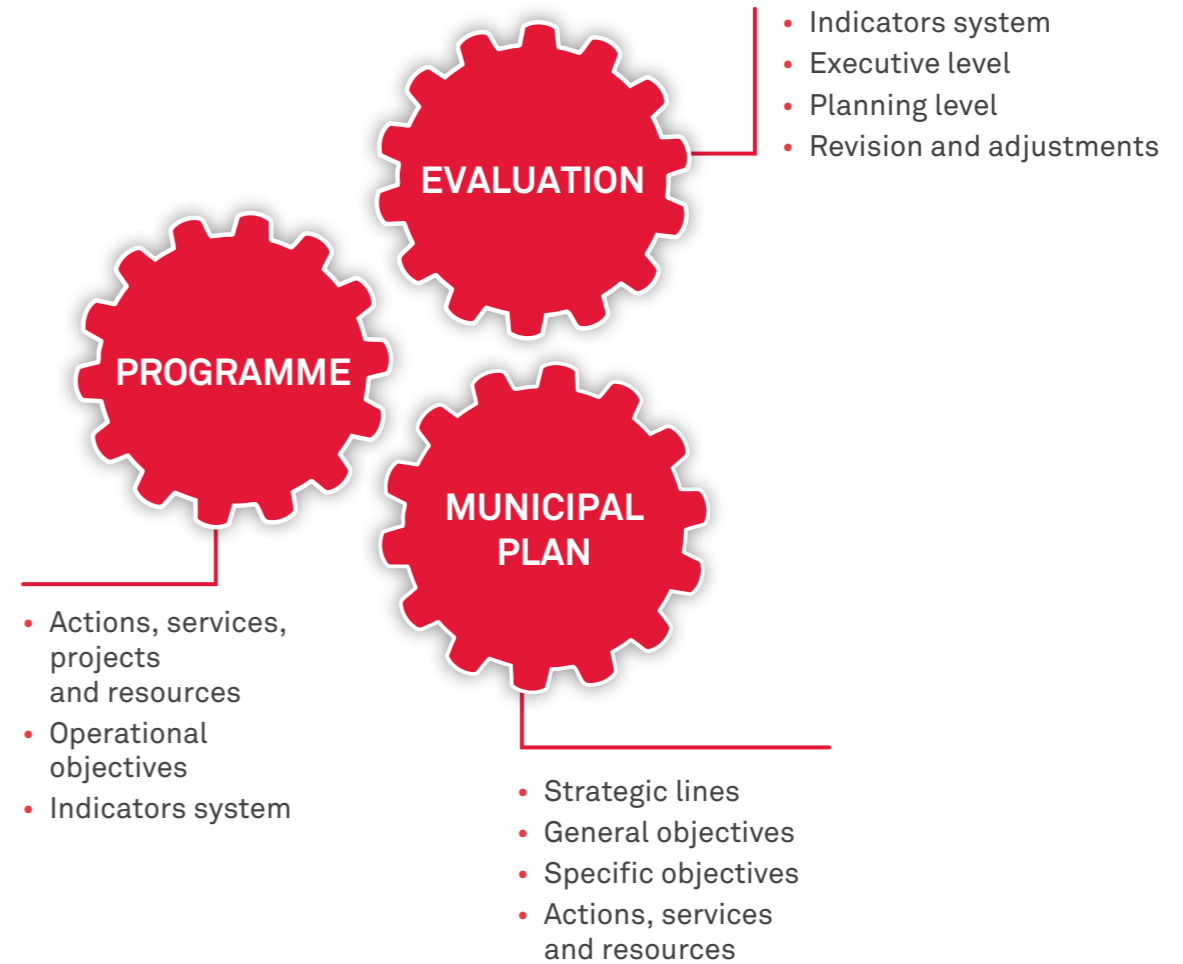 • Indicators system
• Executive level
• Planning level
• Revision and adjustments
EVALUATION
PROGRAMME
MUNICIPAL
PLAN
• Actions, services,
projects
and resources
• Operational
objectives
• Indicators system
• Strategic lines
• General objectives
• Specific objectives
• Actions, services
and resources